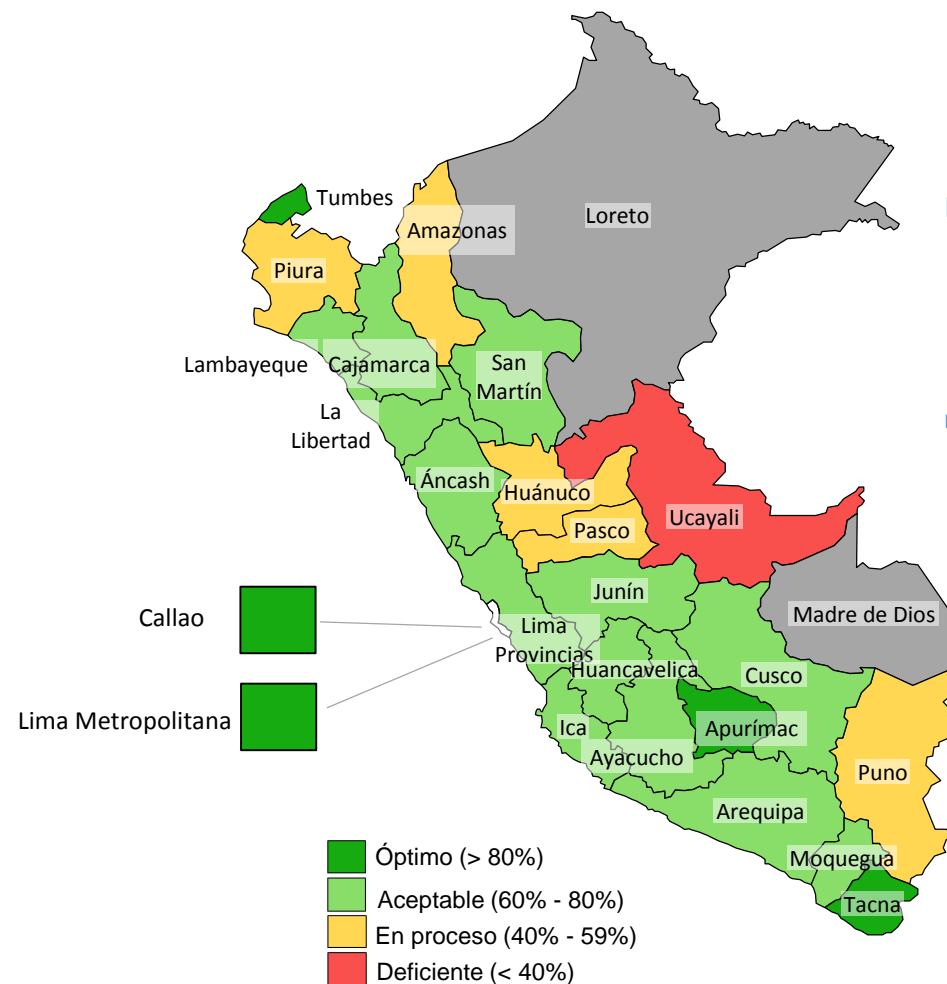 Tumbes
Loreto
Amazonas
Piura
Lambayeque
Cajamarca
San
Martín
La
Libertad
Áncash
Huánuco
Ucayali
Pasco
Junín
Callao
Madre de Dios
Lima
Provincias
Huancavelica
Cusco
Lima Metropolitana
Ica
Apurímac
Ayucucho
Puno
Arequipa
Moquegua
Tacna
Óptimo (> 80%)
Aceptable (60% - 80%)
En proceso (40% - 59%)
Deficiente (< 40%)